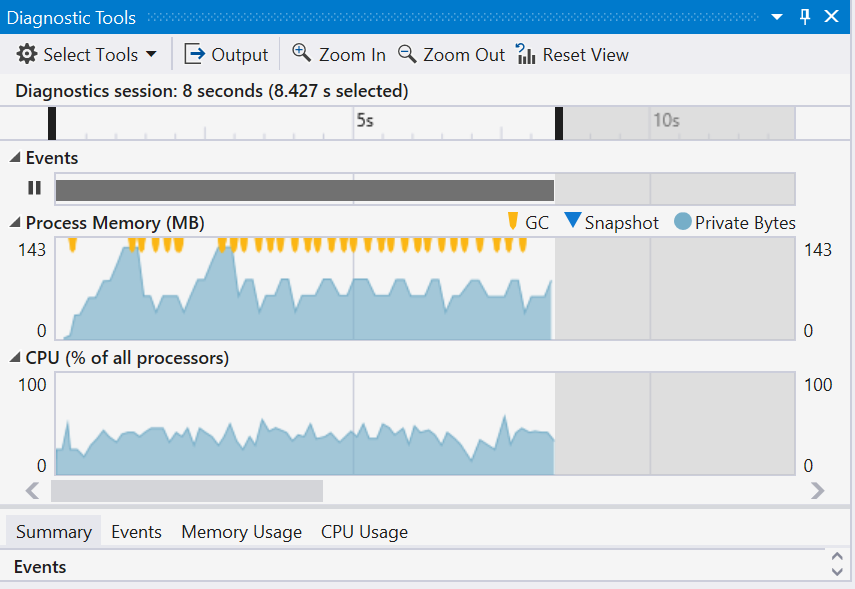 Diagnostic Tools
Select Tools Output Zoom In Zoom Out Reset View
Diagnostics session: 8 seconds (8.427 s selected)
5s 10s
Events
Process Memory (MB) GC Snapshot Private Bytes
143 143
0 0
CPU (% of all processors)
100 100
0 0
Summary Events Memory Usage CPU Usage
Events